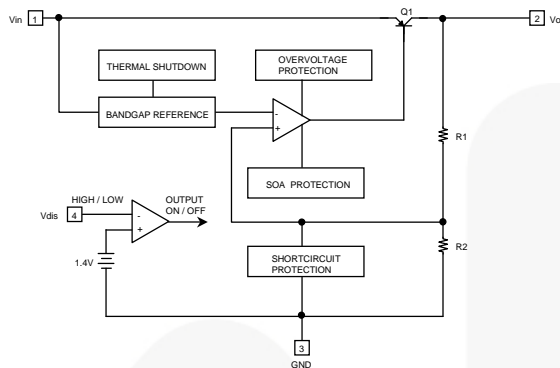 Q1
Vin 1
2 Vo
THERMAL SHUTDOWN
OVERVOLTAGE
PROTECTION
BANDGAP REFERENCE
-
+
R1
SOA PROTECTION
HIGH / LOW
OUTPUT
ON / OFF
Vdis 4
-
+
1.4V
R2
SHORTCIRCUIT
PROTECTION
3
GND